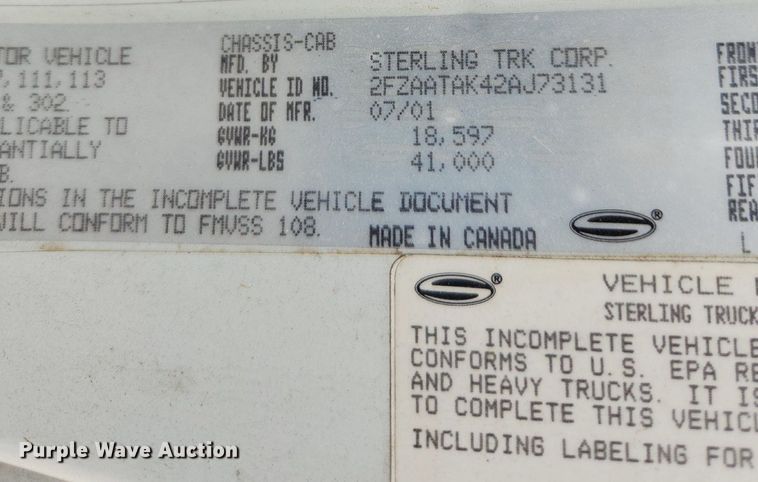 CHASSIS-CAB
TOR VEHICLE MFD. BY STERLING TRK CORP. FRONT
, 111, 113 VEHICLE ID NO. 2FZAATAK42AJ73131 FIRS
& 302 DATE OF MFR. 07/01 SECO
LICABLE TO GVWR-KG 18,597 THIR
ANTIALLY GVWR-LBS 41,000 FOUR
B. FIF
IONS IN THE INCOMPLETE VEHICLE DOCUMENT REA
WILL CONFORM TO FMVSS 108. MADE IN CANADA ® L
® VEHICLE
STERLING TRUCK
THIS INCOMPLETE VEHICLE
CONFORMS TO U.S. EPA RE
AND HEAVY TRUCKS. IT IS
TO COMPLETE THIS VEHICL
INCLUDING LABELING FOR
Purple Wave Auction